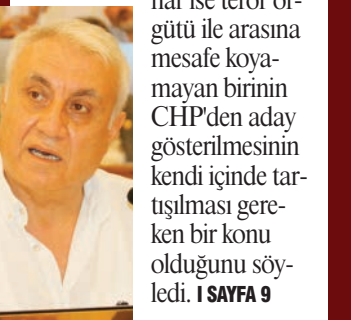 nar ise terör ör-
gütü ile arasına
mesafe koya-
mayan birinin
CHP'den aday
gösterilmesinin
kendi içinde tar-
tışılması gere-
ken bir konu
olduğunu söy-
ledi. I SAYFA 9